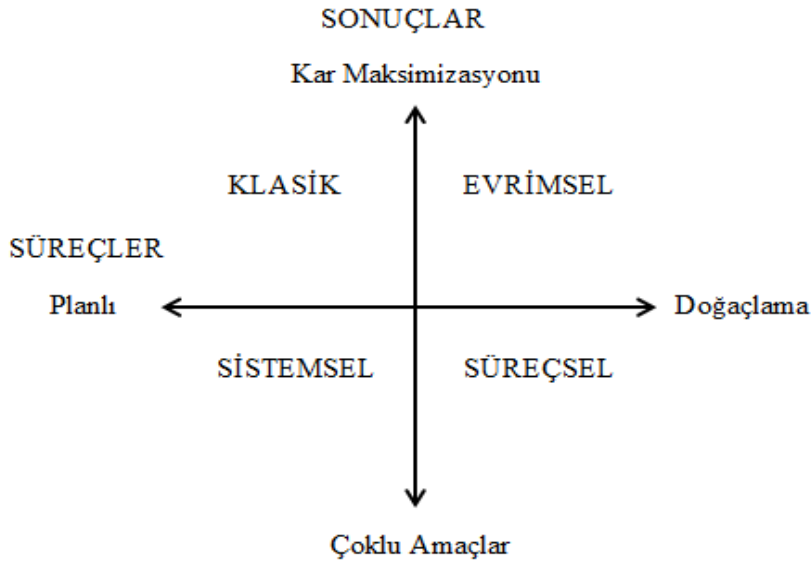 SONUÇLAR
Kar Maksimizasyonu
KLASİK
EVRİMSEL
SÜREÇLER
Planlı
Doğaçlama
SİSTEMSEL
SÜREÇSEL
Çoklu Amaçlar